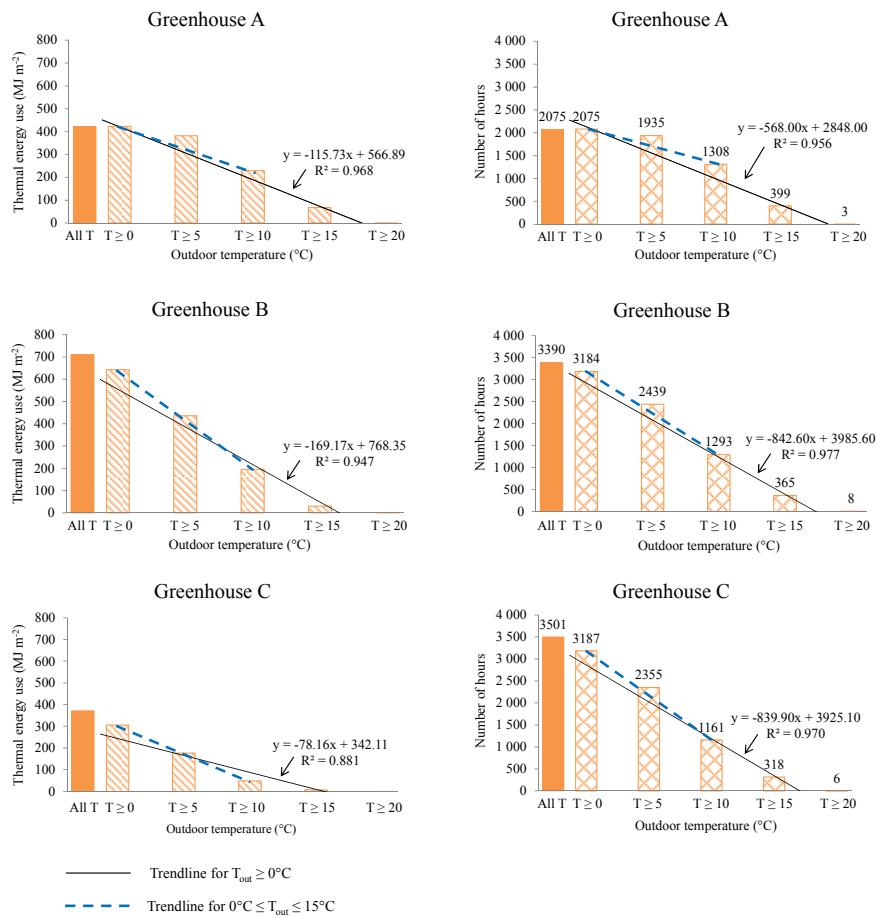 Greenhouse A
Thermal energy use (MJ m⁻²)
800
700
600
500
400
300
200
100
0
y = -115.73x + 566.89
R² = 0.968
All T T ≥ 0 T ≥ 5 T ≥ 10 T ≥ 15 T ≥ 20
Outdoor temperature (°C)
Greenhouse A
Number of hours
4 000
3 500
3 000
2 500
2 000
1 500
1 000
500
0
2075 2075 1935 1308 399 3
y = -568.00x + 2848.00
R² = 0.956
All T T ≥ 0 T ≥ 5 T ≥ 10 T ≥ 15 T ≥ 20
Outdoor temperature (°C)
Greenhouse B
Thermal energy use (MJ m⁻²)
800
700
600
500
400
300
200
100
0
y = -169.17x + 768.35
R² = 0.947
All T T ≥ 0 T ≥ 5 T ≥ 10 T ≥ 15 T ≥ 20
Outdoor temperature (°C)
Greenhouse B
Number of hours
4 000
3 500
3 000
2 500
2 000
1 500
1 000
500
0
3390 3184 2439 1293 365 8
y = -842.60x + 3985.60
R² = 0.977
All T T ≥ 0 T ≥ 5 T ≥ 10 T ≥ 15 T ≥ 20
Outdoor temperature (°C)
Greenhouse C
Thermal energy use (MJ m⁻²)
800
700
600
500
400
300
200
100
0
y = -78.16x + 342.11
R² = 0.881
All T T ≥ 0 T ≥ 5 T ≥ 10 T ≥ 15 T ≥ 20
Outdoor temperature (°C)
Greenhouse C
Number of hours
4 000
3 500
3 000
2 500
2 000
1 500
1 000
500
0
3501 3187 2355 1161 318 6
y = -839.90x + 3925.10
R² = 0.970
All T T ≥ 0 T ≥ 5 T ≥ 10 T ≥ 15 T ≥ 20
Outdoor temperature (°C)
Trendline for T_out ≥ 0°C
Trendline for 0°C ≤ T_out ≤ 15°C